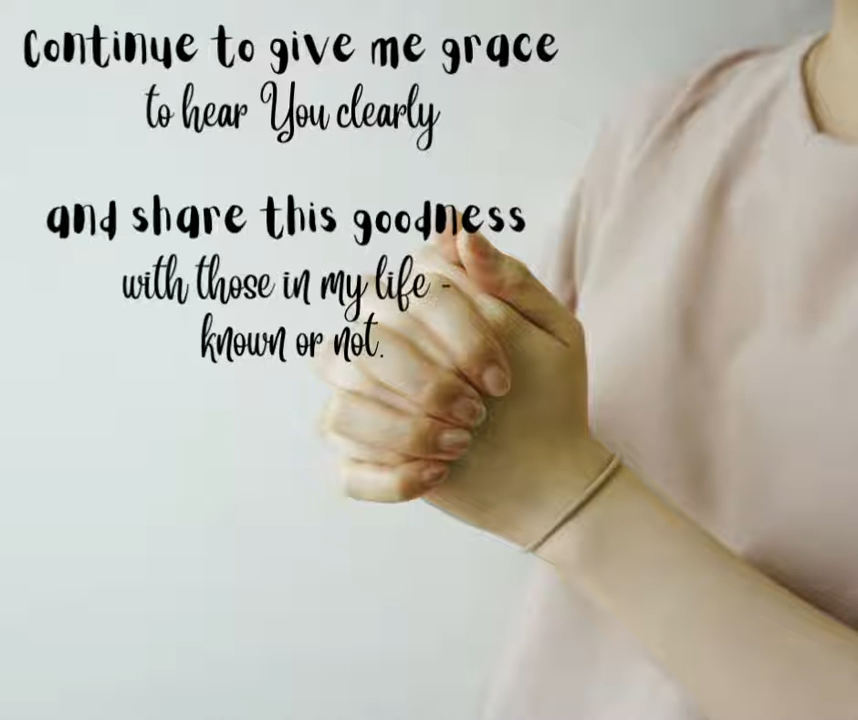 Continue to give me grace
to hear You clearly
and share this goodness
with those in my life -
known or not.